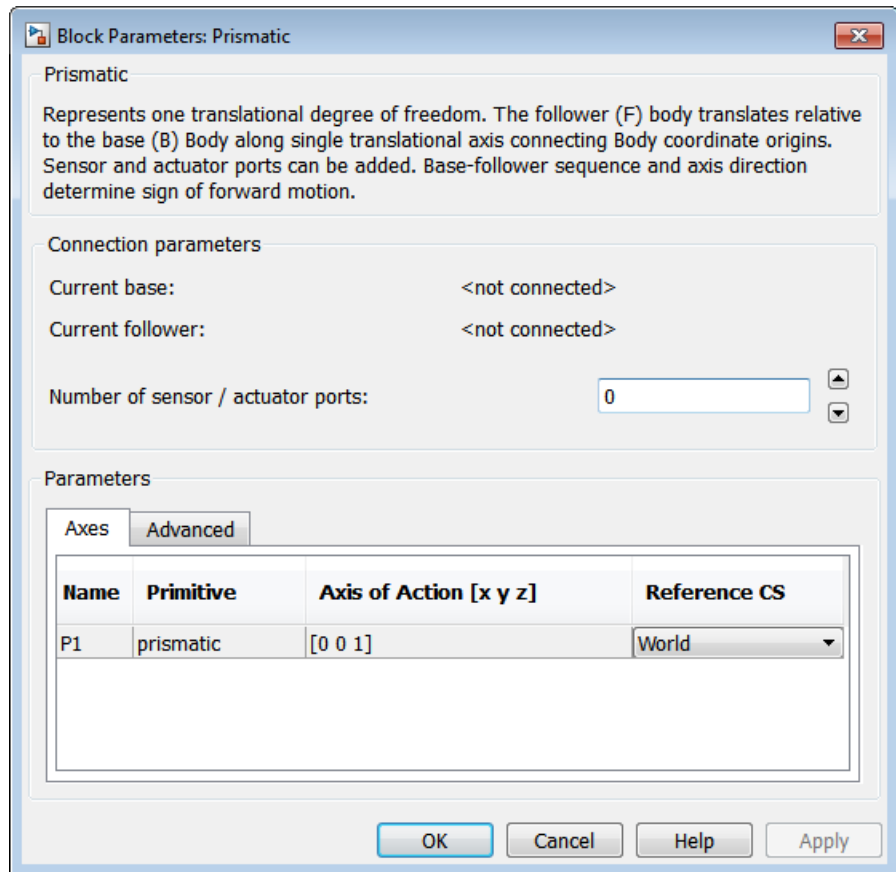 Block Parameters: Prismatic
Prismatic
Represents one translational degree of freedom. The follower (F) body translates relative
to the base (B) Body along single translational axis connecting Body coordinate origins.
Sensor and actuator ports can be added. Base-follower sequence and axis direction
determine sign of forward motion.
Connection parameters
Current base: <not connected>
Current follower: <not connected>
Number of sensor / actuator ports: 0
Parameters
Axes Advanced
Name Primitive Axis of Action [x y z] Reference CS
P1 prismatic [0 0 1] World
OK Cancel Help Apply